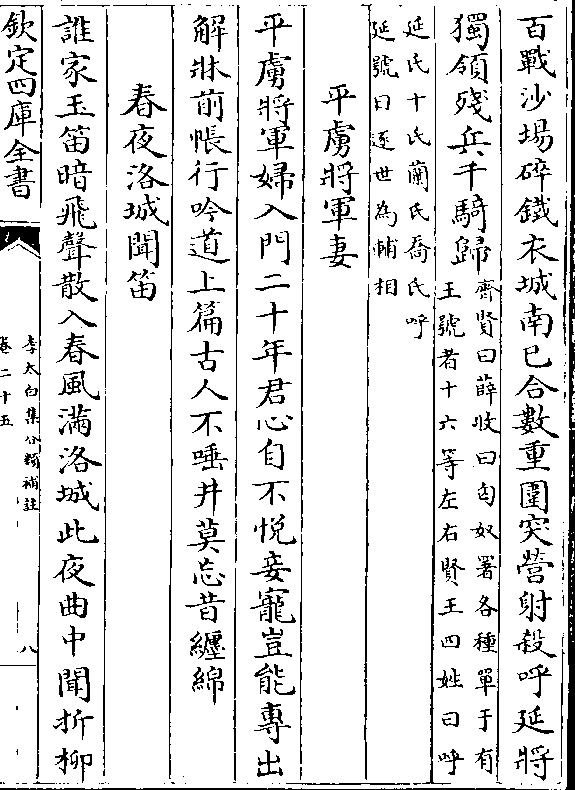 百戰沙場碎鐵衣城南已合數重圍突營射殺呼延將
獨領殘兵千騎歸
齊賢曰薛收曰匈奴署各種單于有
王號者十六等左右賢王四姓曰呼
延氏卜氏蘭氏喬氏呼
延號曰逐世為輔相
平虜將軍妻
平虜將軍婦入門二十年君心自不悅妾寵豈能專出
解牀前帳行吟道上篇古人不唾井莫忘昔纏綿
春夜洛城聞笛
誰家玉笛暗飛聲散入春風滿洛城此夜曲中聞折柳
欽定四庫全書
李太白集分類補註
卷二十五
八